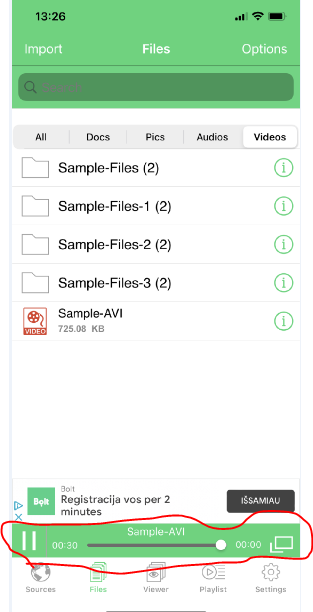 13:26
Import Files Options
All Docs Pics Audios Videos
Sample-Files (2)
Sample-Files-1 (2)
Sample-Files-2 (2)
Sample-Files-3 (2)
Sample-AVI
VIDEO
725.08 KB
Bolt
Bolt
Registracija vos per 2
minutes
IŠSAMIAU
Sample-AVI
00:30 00:00
Sources Files Viewer Playlist Settings